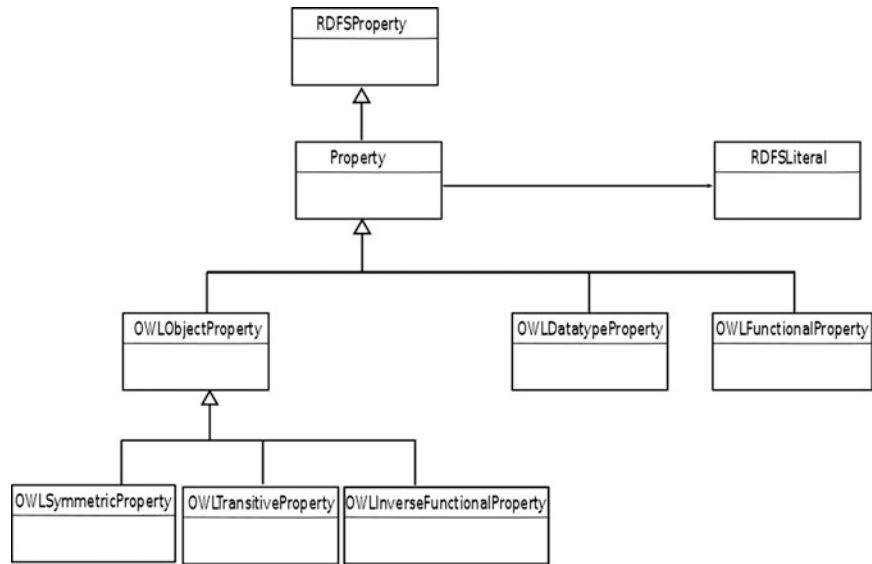 RDFSProperty
Property
RDFSLiteral
OWLObjectProperty
OWLDatatypeProperty
OWLFunctionalProperty
OWLSymmetricProperty
OWLTransitiveProperty
OWLInverseFunctionalProperty